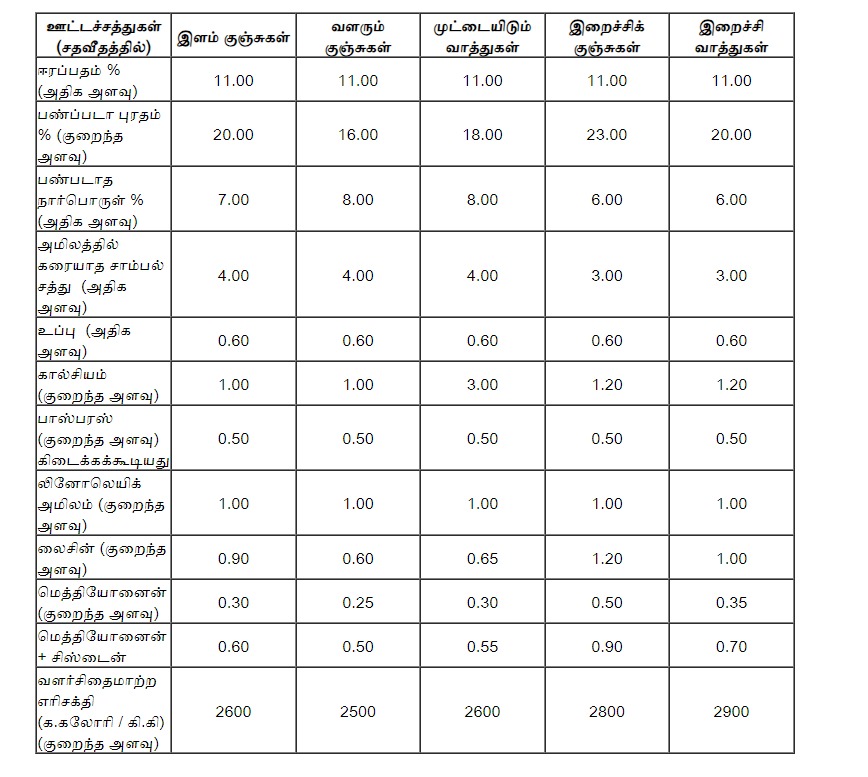 ஊட்டச்சத்துகள் (சதவீதத்தில்) இளம் குஞ்சுகள் வளரும் குஞ்சுகள் முட்டையிடும் வாத்துகள் இறைச்சிக் குஞ்சுகள் இறைச்சி வாத்துகள்
ஈரப்பதம் % (அதிக அளவு) 11.00 11.00 11.00 11.00 11.00
பண்ப்படா புரதம் % (குறைந்த அளவு) 20.00 16.00 18.00 23.00 20.00
பண்படாத நார்பொருள் % (அதிக அளவு) 7.00 8.00 8.00 6.00 6.00
அமிலத்தில் கரையாத சாம்பல் சத்து (அதிக அளவு) 4.00 4.00 4.00 3.00 3.00
உப்பு (அதிக அளவு) 0.60 0.60 0.60 0.60 0.60
கால்சியம் (குறைந்த அளவு) 1.00 1.00 3.00 1.20 1.20
பாஸ்பரஸ் (குறைந்த அளவு) கிடைக்கக்கூடியது 0.50 0.50 0.50 0.50 0.50
லினோலெயிக் அமிலம் (குறைந்த அளவு) 1.00 1.00 1.00 1.00 1.00
லைசின் (குறைந்த அளவு) 0.90 0.60 0.65 1.20 1.00
மெத்தியோனைன் (குறைந்த அளவு) 0.30 0.25 0.30 0.50 0.35
மெத்தியோனைன் + சிஸ்டைன் 0.60 0.50 0.55 0.90 0.70
வளர்சிதைமாற்ற எரிசக்தி (க.கலோரி / கி.கி) (குறைந்த அளவு) 2600 2500 2600 2800 2900